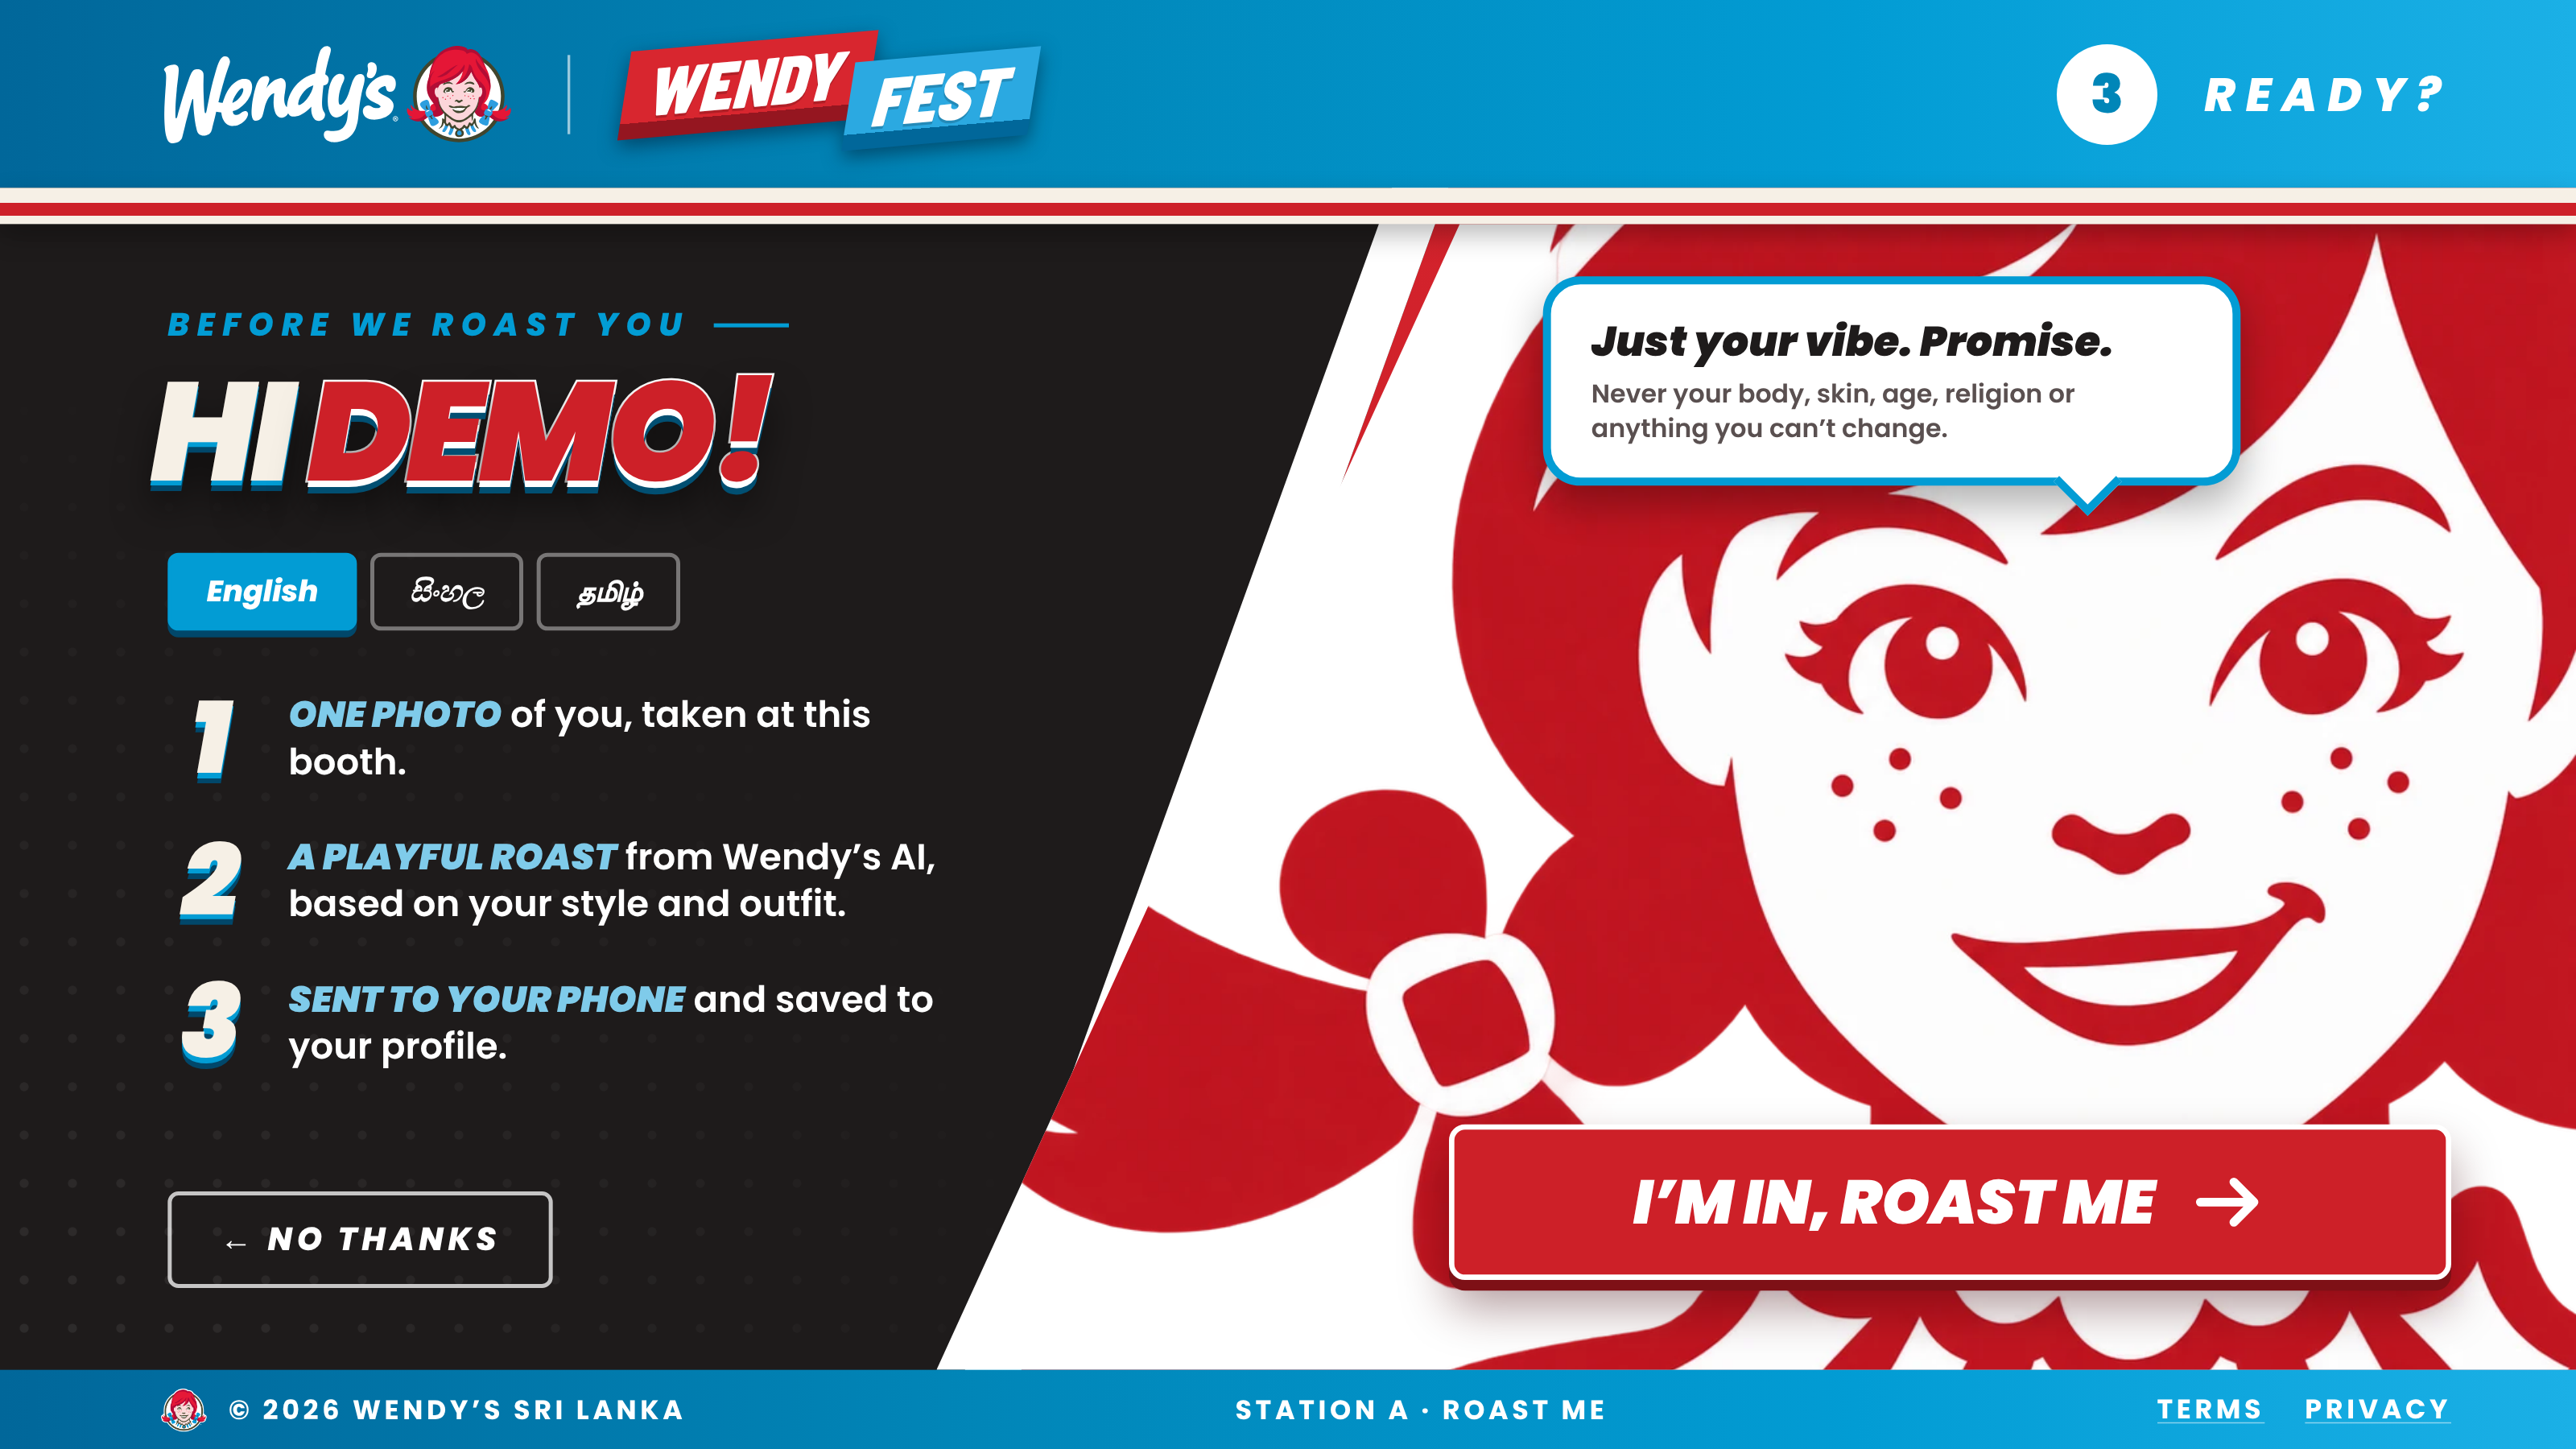 Wendy's
WENDY FEST
3 READY?
BEFORE WE ROAST YOU
HI DEMO!
English සිංහල தமிழ்
1 ONE PHOTO of you, taken at this
booth.
2 A PLAYFUL ROAST from Wendy’s AI,
based on your style and outfit.
3 SENT TO YOUR PHONE and saved to
your profile.
← NO THANKS
Just your vibe. Promise.
Never your body, skin, age, religion or
anything you can’t change.
I’M IN, ROAST ME →
© 2026 WENDY’S SRI LANKA
STATION A · ROAST ME
TERMS PRIVACY